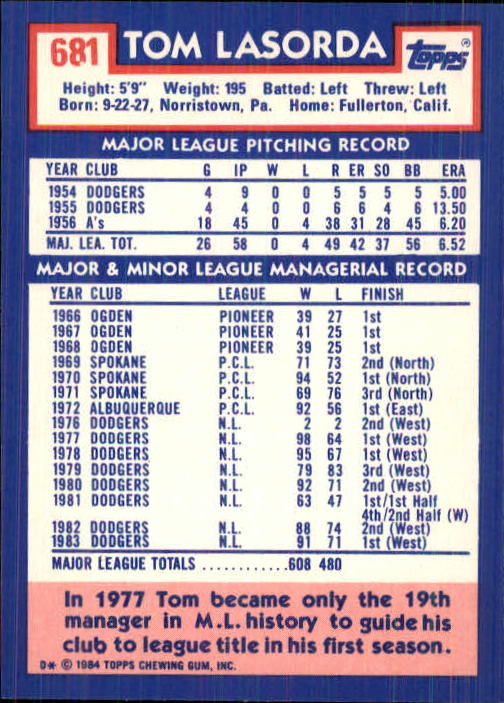 681 TOM LASORDA topps®
Height: 5'9" Weight: 195 Batted: Left Threw: Left
Born: 9-22-27, Norristown, Pa. Home: Fullerton, Calif.
MAJOR LEAGUE PITCHING RECORD
YEAR CLUB G IP W L R ER SO BB ERA
1954 DODGERS 4 9 0 0 5 5 5 5 5.00
1955 DODGERS 4 4 0 0 6 6 4 6 13.50
1956 A's 18 45 0 4 38 31 28 45 6.20
MAJ. LEA. TOT. 26 58 0 4 49 42 37 56 6.52
MAJOR & MINOR LEAGUE MANAGERIAL RECORD
YEAR CLUB LEAGUE W L FINISH
1966 OGDEN PIONEER 39 27 1st
1967 OGDEN PIONEER 41 25 1st
1968 OGDEN PIONEER 39 25 1st
1969 SPOKANE P.C.L. 71 73 2nd (North)
1970 SPOKANE P.C.L. 94 52 1st (North)
1971 SPOKANE P.C.L. 69 76 3rd (North)
1972 ALBUQUERQUE P.C.L. 92 56 1st (East)
1976 DODGERS N.L. 2 2 2nd (West)
1977 DODGERS N.L. 98 64 1st (West)
1978 DODGERS N.L. 95 67 1st (West)
1979 DODGERS N.L. 79 83 3rd (West)
1980 DODGERS N.L. 92 71 2nd (West)
1981 DODGERS N.L. 63 47 1st/1st Half
4th/2nd Half (W)
1982 DODGERS N.L. 88 74 2nd (West)
1983 DODGERS N.L. 91 71 1st (West)
MAJOR LEAGUE TOTALS ............608 480
In 1977 Tom became only the 19th
manager in M.L. history to guide his
club to league title in his first season.
D* © 1984 TOPPS CHEWING GUM, INC.